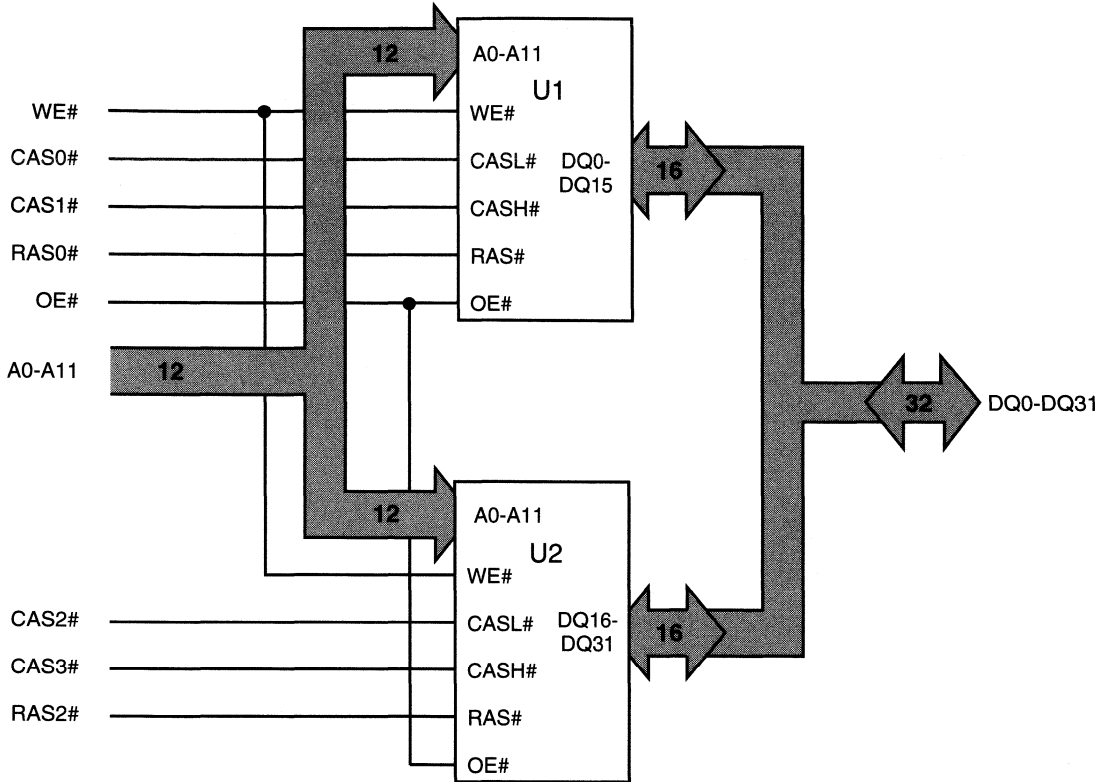 12
A0-A11
U1
WE#
WE#
CAS0#
CASL#
DQ0-
DQ15
16
CAS1#
CASH#
RAS0#
RAS#
OE#
OE#
A0-A11
12
32
DQ0-DQ31
12
A0-A11
U2
WE#
CAS2#
CASL#
DQ16-
DQ31
16
CAS3#
CASH#
RAS2#
RAS#
OE#